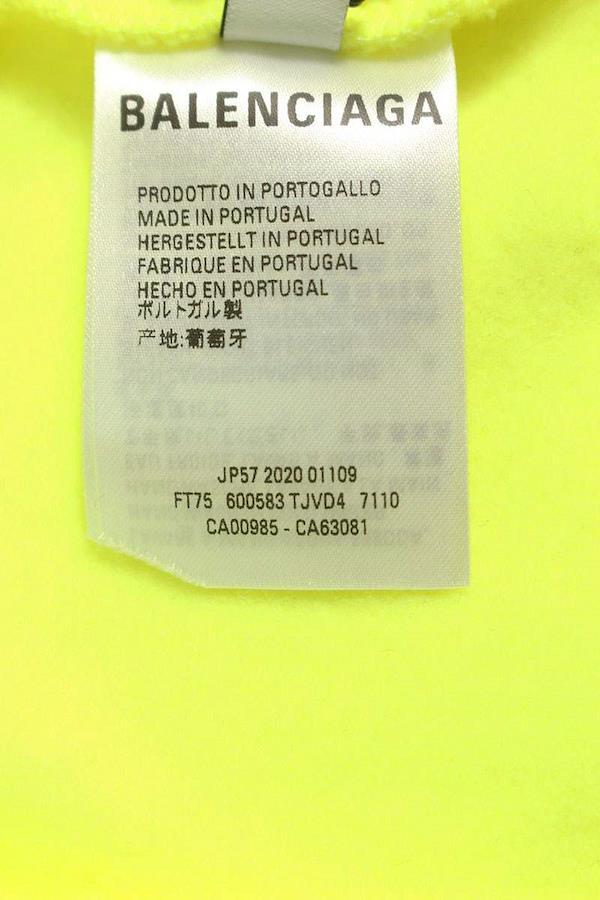 BALENCIAGA
PRODOTTO IN PORTOGALLO
MADE IN PORTUGAL
HERGESTELLT IN PORTUGAL
FABRIQUE EN PORTUGAL
HECHO EN PORTUGAL
ポルトガル製
产地:葡萄牙
JP57 2020 01109
FT75 600583 TJVD4 7110
CA00985 - CA63081